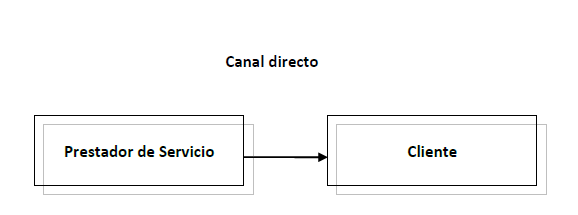 Canal directo
Prestador de Servicio
Cliente